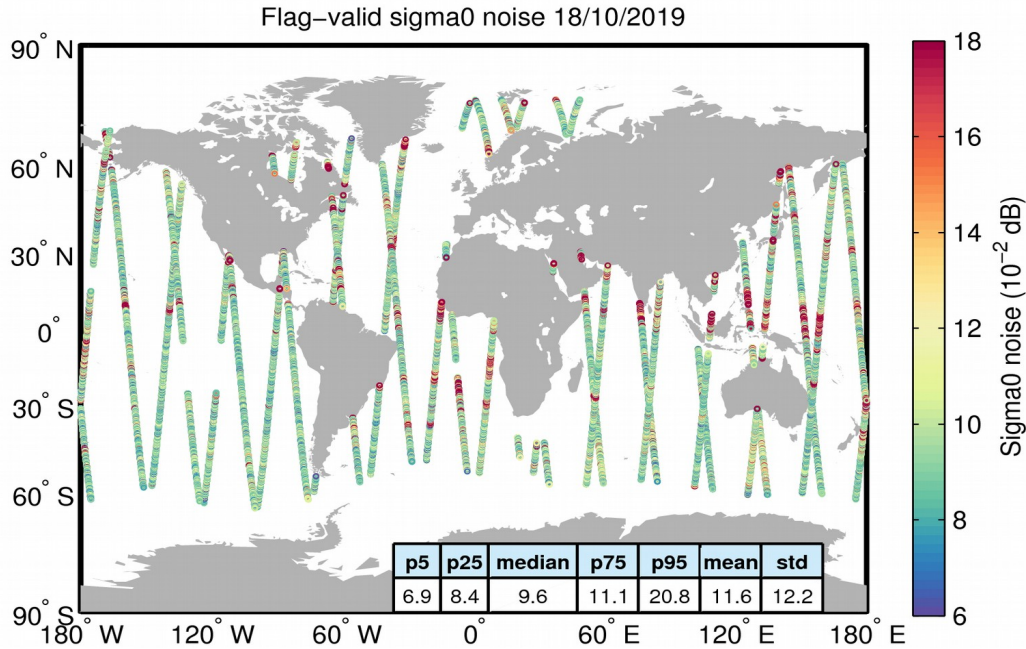 Flag−valid sigma0 noise 18/10/2019
90° N
60° N
30° N
0°
30° S
60° S
90° S
180° W 120° W 60° W 0° 60° E 120° E 180° E
p5 p25 median p75 p95 mean std
6.9 8.4 9.6 11.1 20.8 11.6 12.2
18
16
14
12
10
8
6
Sigma0 noise (10−2 dB)